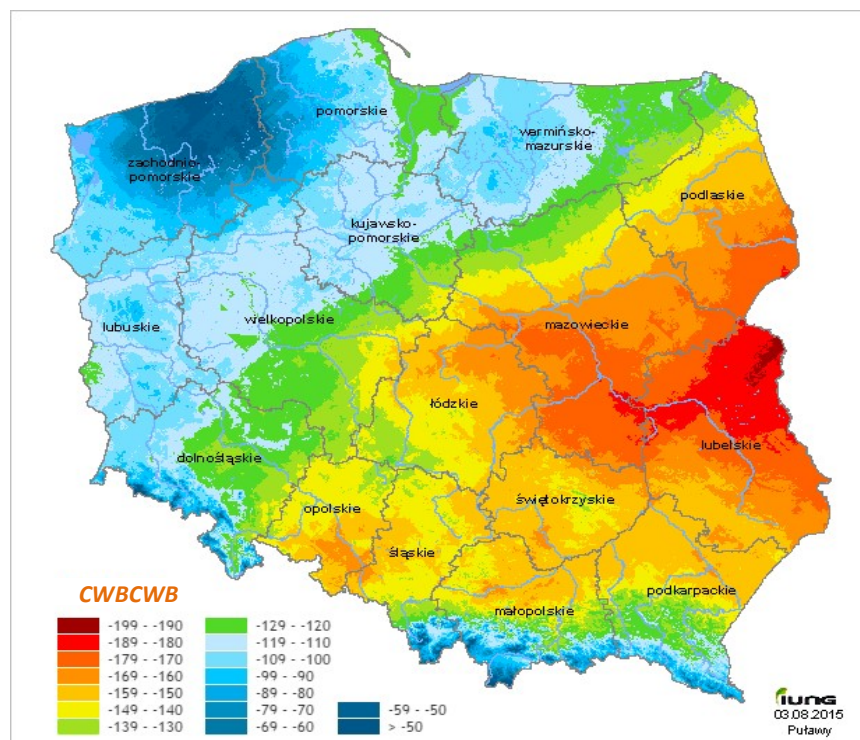 pomorskie
zachodnio-
pomorskie
warmińsko-
mazurskie
podlaskie
kujawsko-
pomorskie
lubuskie
wielkopolskie
mazowieckie
łódzkie
dolnośląskie
lubelskie
opolskie
świętokrzyskie
śląskie
podkarpackie
małopolskie
CWBCWB
-199 - -190
-189 - -180
-179 - -170
-169 - -160
-159 - -150
-149 - -140
-139 - -130
-129 - -120
-119 - -110
-109 - -100
-99 - -90
-89 - -80
-79 - -70
-69 - -60
-59 - -50
> -50
iung
03.08.2015
Puławy